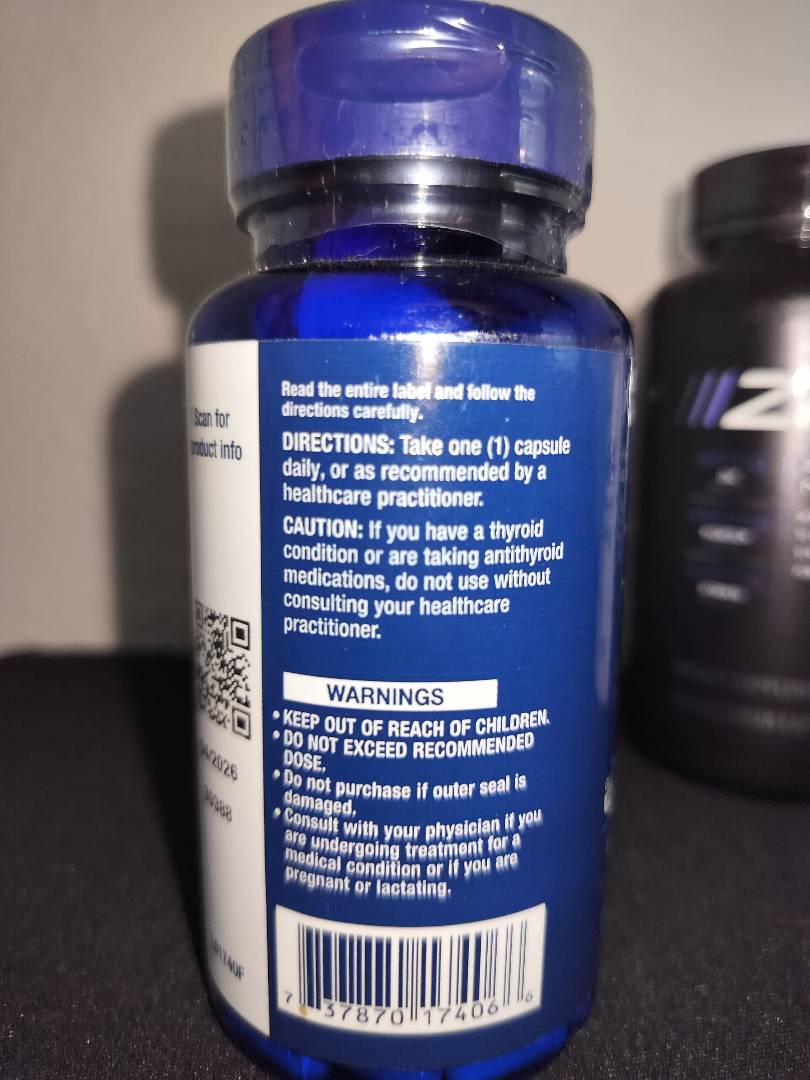 Scan for
product info
04/2026
30388
01740F
Read the entire label and follow the
directions carefully.
DIRECTIONS: Take one (1) capsule
daily, or as recommended by a
healthcare practitioner.
CAUTION: If you have a thyroid
condition or are taking antithyroid
medications, do not use without
consulting your healthcare
practitioner.
WARNINGS
• KEEP OUT OF REACH OF CHILDREN.
• DO NOT EXCEED RECOMMENDED
DOSE.
• Do not purchase if outer seal is
damaged.
• Consult with your physician if you
are undergoing treatment for a
medical condition or if you are
pregnant or lactating.
7 37870 17406 6